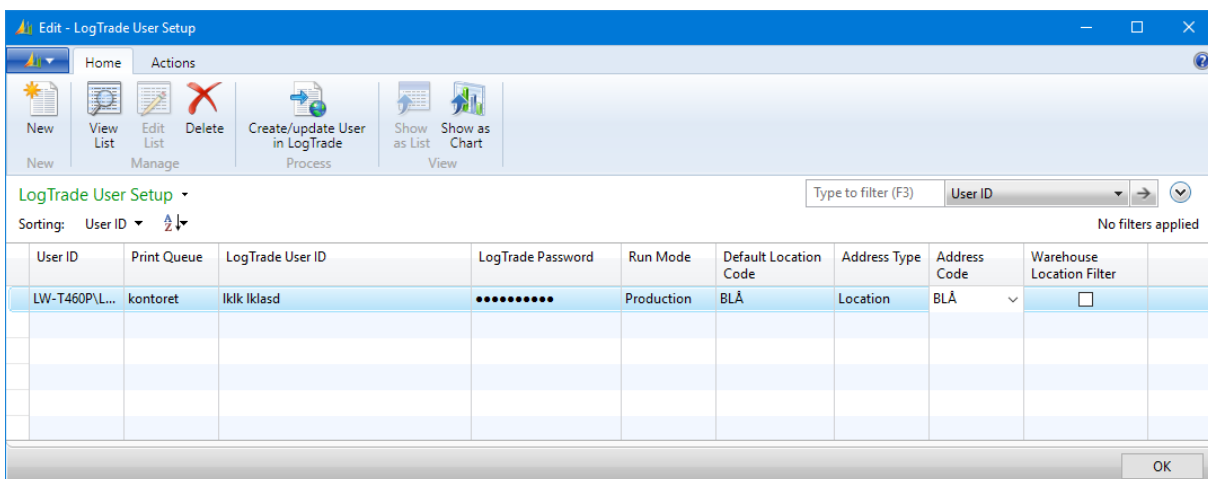 Edit - LogTrade User Setup
Home Actions
New View List Edit List Delete Create/update User in LogTrade Show as List Show as Chart
New Manage Process View
LogTrade User Setup
Type to filter (F3) User ID
Sorting: User ID A Z No filters applied
User ID Print Queue LogTrade User ID LogTrade Password Run Mode Default Location Code Address Type Address Code Warehouse Location Filter
LW-T460P\L... kontoret lklk lklasd ●●●●●●●●●● Production BLÅ Location BLÅ
OK